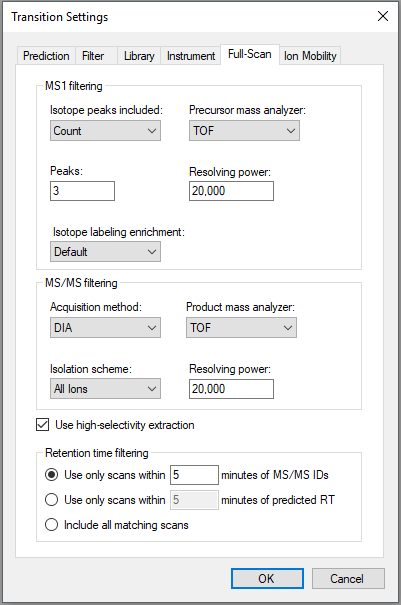 Transition Settings
Prediction Filter Library Instrument Full-Scan Ion Mobility
MS1 filtering
Isotope peaks included: Precursor mass analyzer:
Count TOF
Peaks: Resolving power:
3 20,000
Isotope labeling enrichment:
Default
MS/MS filtering
Acquisition method: Product mass analyzer:
DIA TOF
Isolation scheme: Resolving power:
All Ions 20,000
Use high-selectivity extraction
Retention time filtering
Use only scans within 5 minutes of MS/MS IDs
Use only scans within 5 minutes of predicted RT
Include all matching scans
OK Cancel